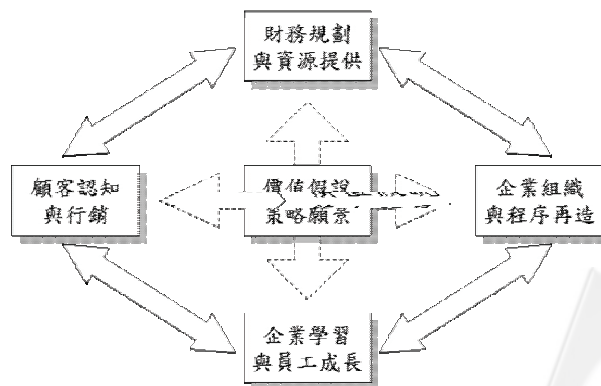 財務規劃
與資源提供
顧客認知
與行銷
價值假設
策略願景
企業組織
與程序再造
企業學習
與員工成長